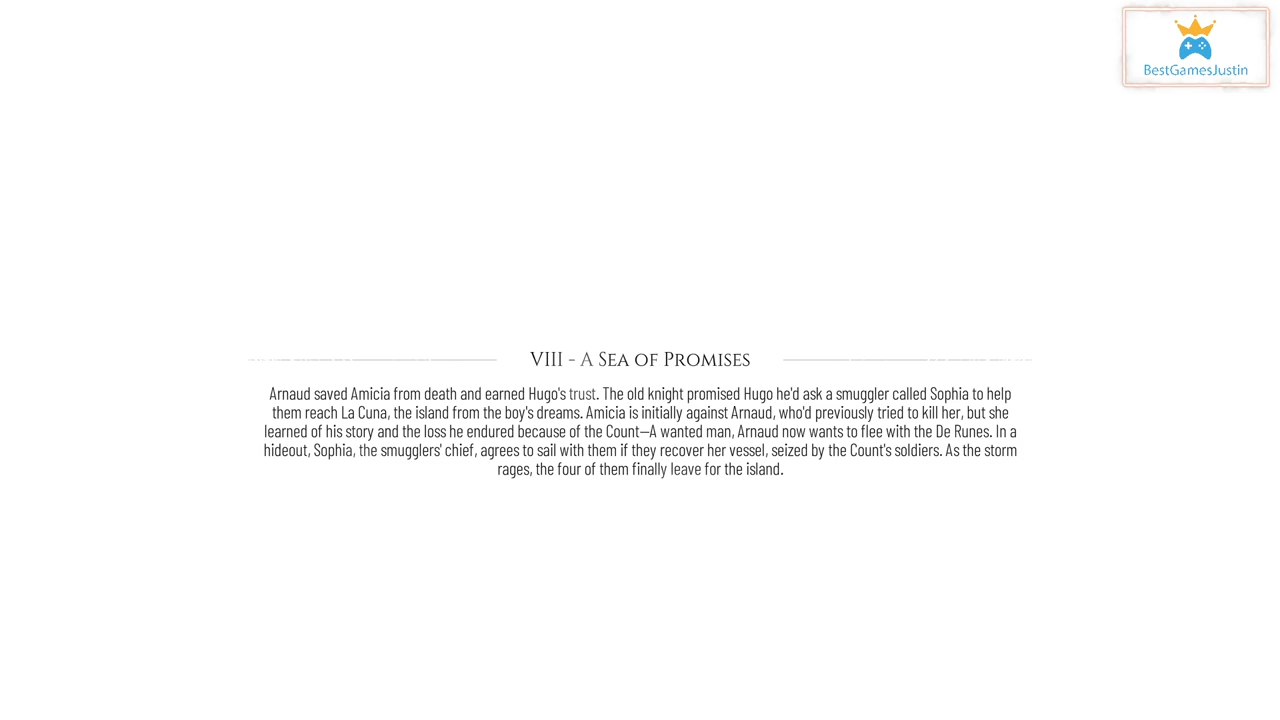 BestGamesJustin
VIII - A Sea of Promises
Arnaud saved Amicia from death and earned Hugo's trust. The old knight promised Hugo he'd ask a smuggler called Sophia to help
them reach La Cuna, the island from the boy's dreams. Amicia is initially against Arnaud, who'd previously tried to kill her, but she
learned of his story and the loss he endured because of the Count—A wanted man, Arnaud now wants to flee with the De Runes. In a
hideout, Sophia, the smugglers' chief, agrees to sail with them if they recover her vessel, seized by the Count's soldiers. As the storm
rages, the four of them finally leave for the island.